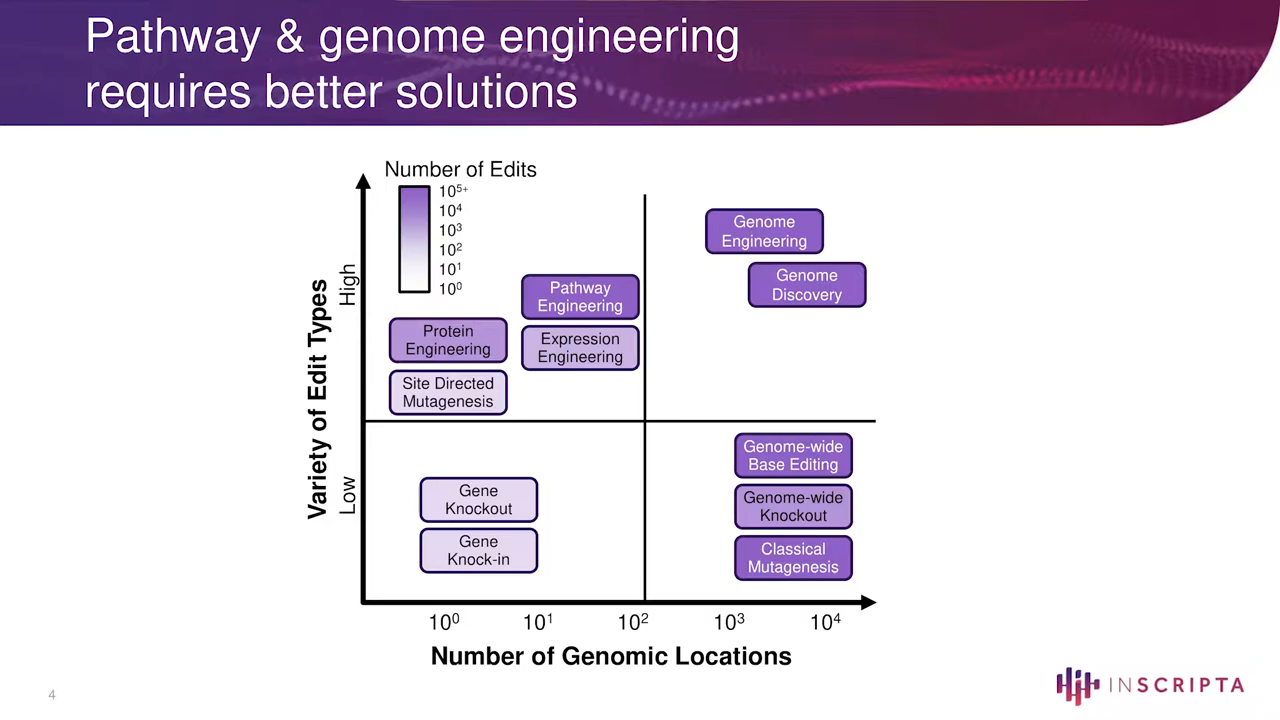 Pathway & genome engineering
requires better solutions
Number of Edits
10⁵⁺
10⁴
10³
10²
10¹
10⁰
Variety of Edit Types
High
Low
Genome
Engineering
Genome
Discovery
Pathway
Engineering
Expression
Engineering
Protein
Engineering
Site Directed
Mutagenesis
Gene
Knockout
Gene
Knock-in
Genome-wide
Base Editing
Genome-wide
Knockout
Classical
Mutagenesis
10⁰ 10¹ 10² 10³ 10⁴
Number of Genomic Locations
4
INSCRIPTA